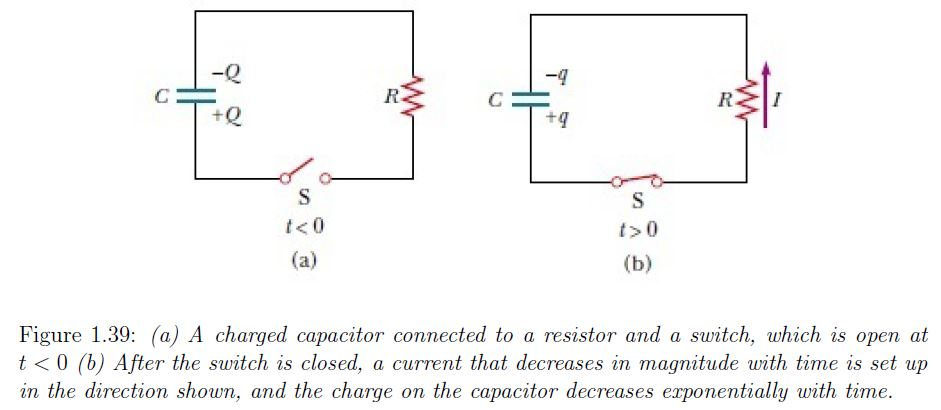 −Q
C
R
+Q
S
t<0
(a)
−q
C
R
I
+q
S
t>0
(b)
Figure 1.39: (a) A charged capacitor connected to a resistor and a switch, which is open at
t < 0 (b) After the switch is closed, a current that decreases in magnitude with time is set up
in the direction shown, and the charge on the capacitor decreases exponentially with time.